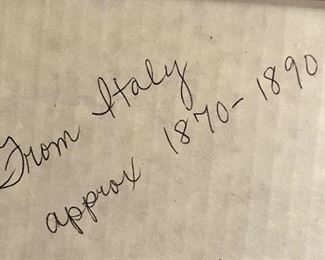 From Italy
approx 1870-1890